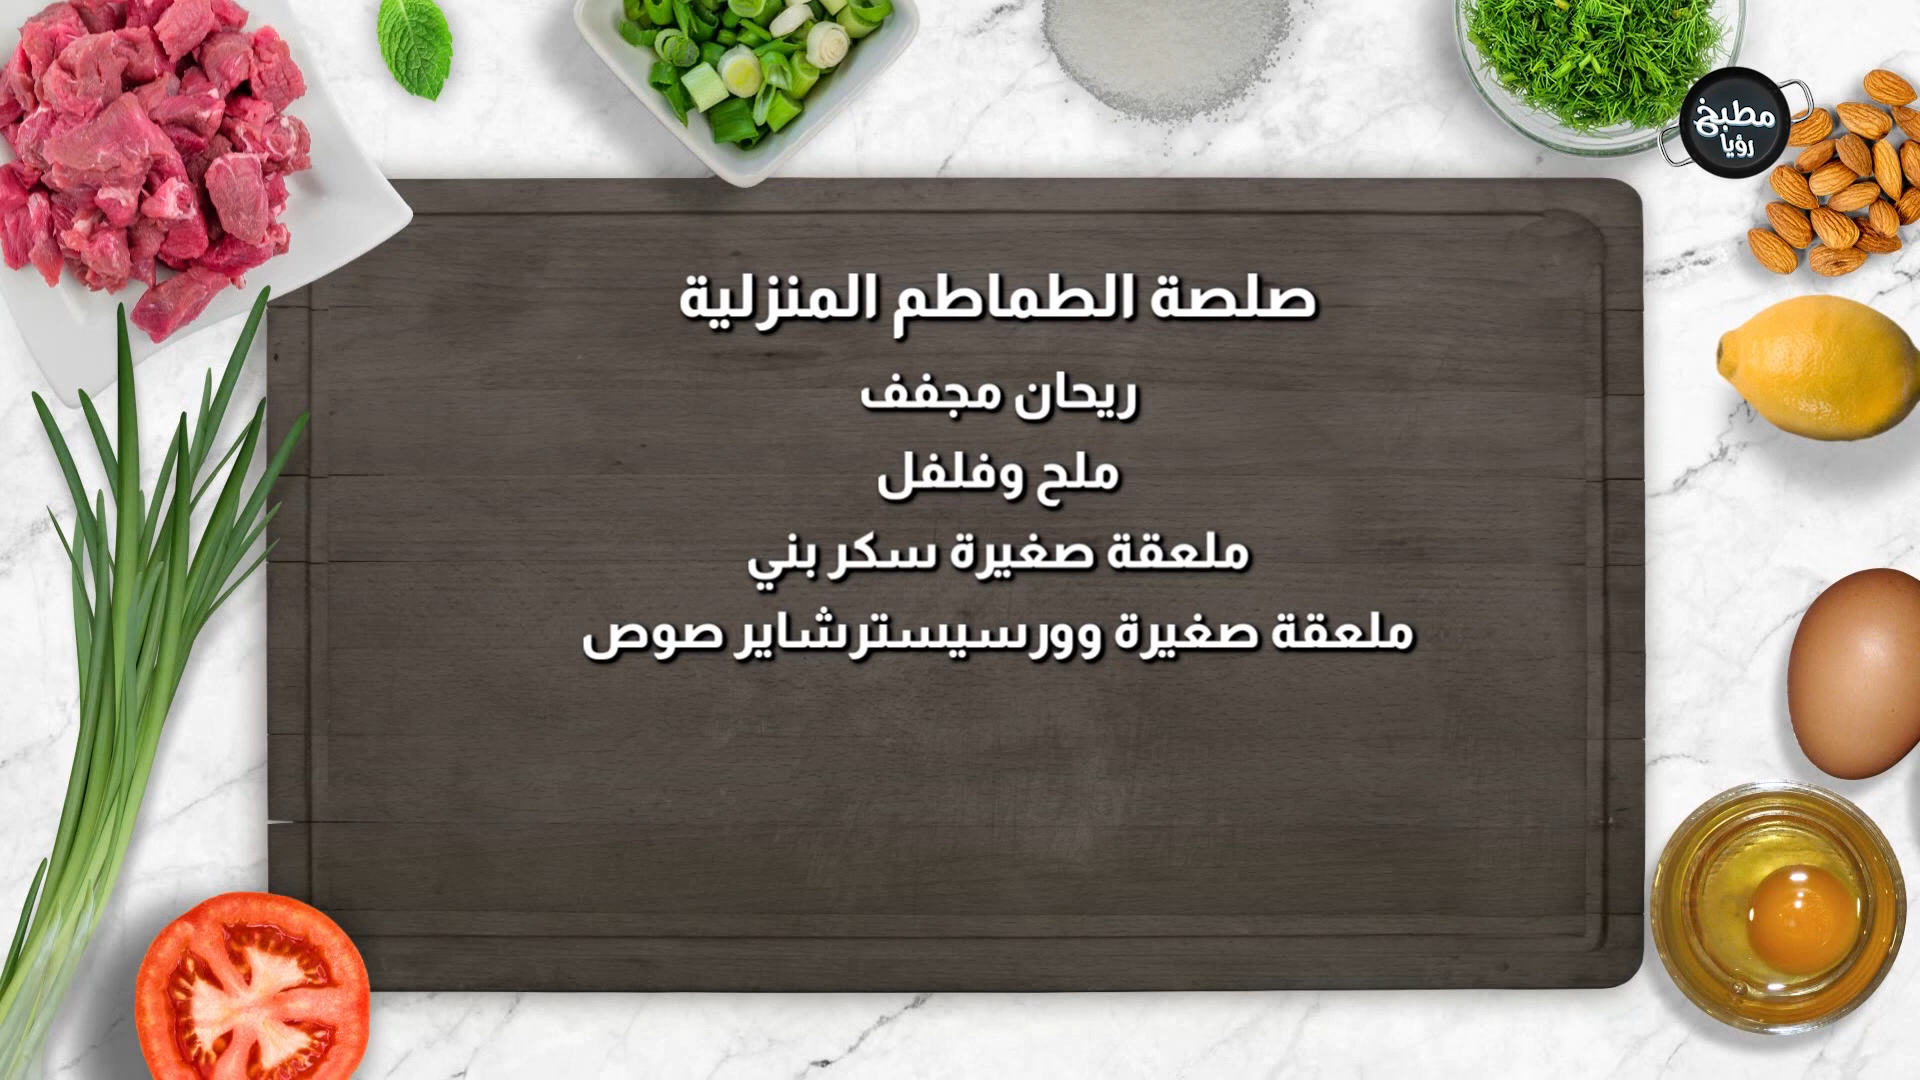 مطبخ
رؤيا
صلصة الطماطم المنزلية
ريحان مجفف
ملح وفلفل
ملعقة صغيرة سكر بني
ملعقة صغيرة وورسيسترشاير صوص